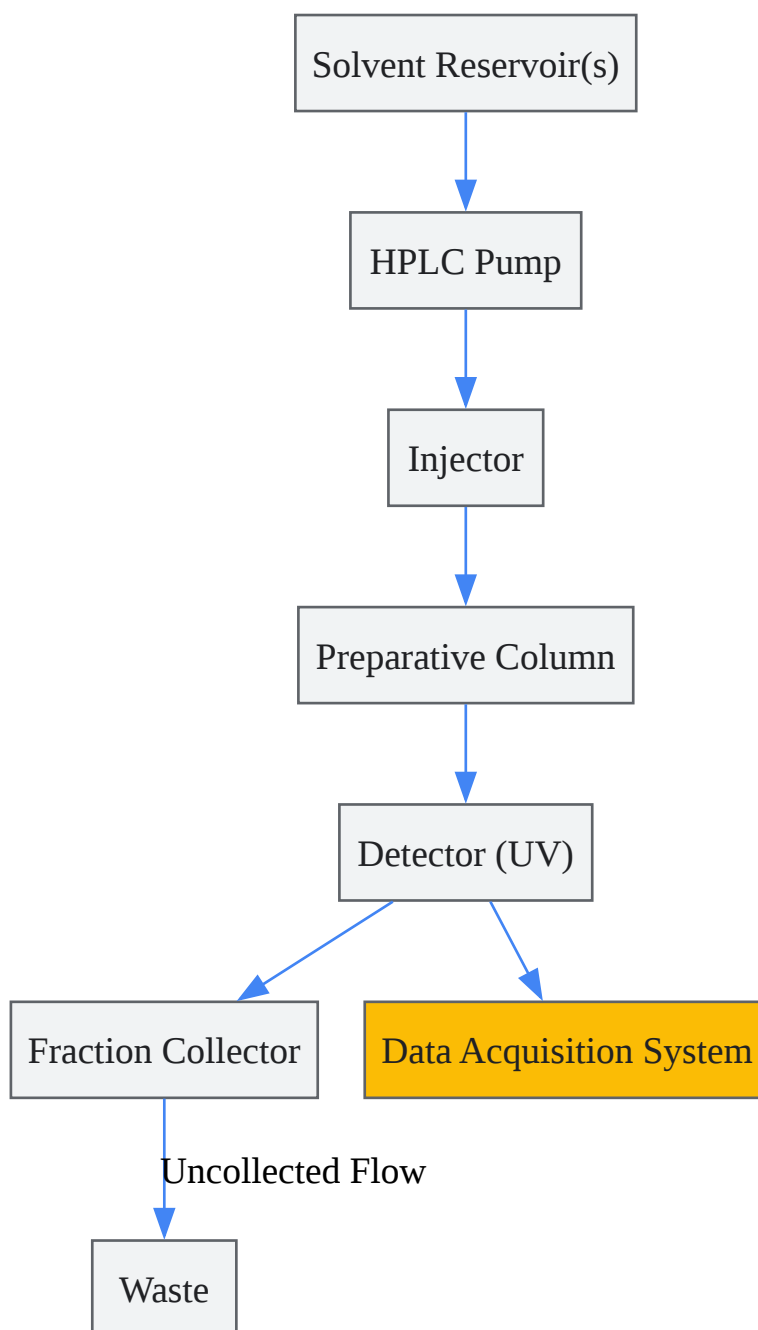 Solvent Reservoir(s)
HPLC Pump
Injector
Preparative Column
Detector (UV)
Fraction Collector
Data Acquisition System
Uncollected Flow
Waste